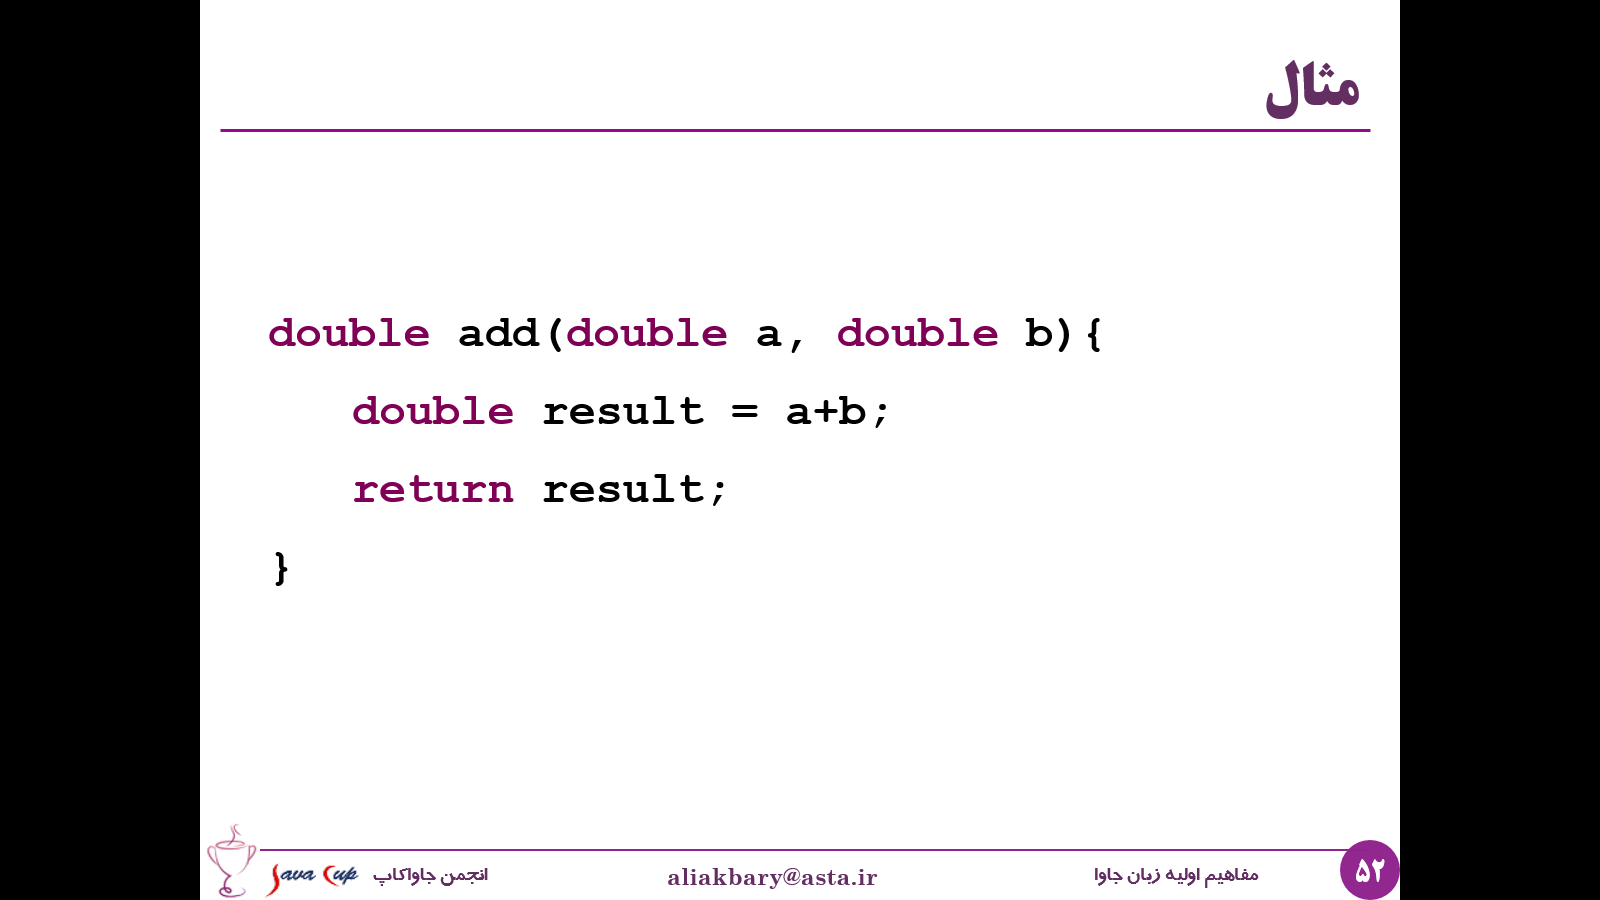 مثال
double add(double a, double b){
double result = a+b;
return result;
}
Java Cup انجمن جاواکاپ
aliakbary@asta.ir
مفاهیم اولیه زبان جاوا
۵۲